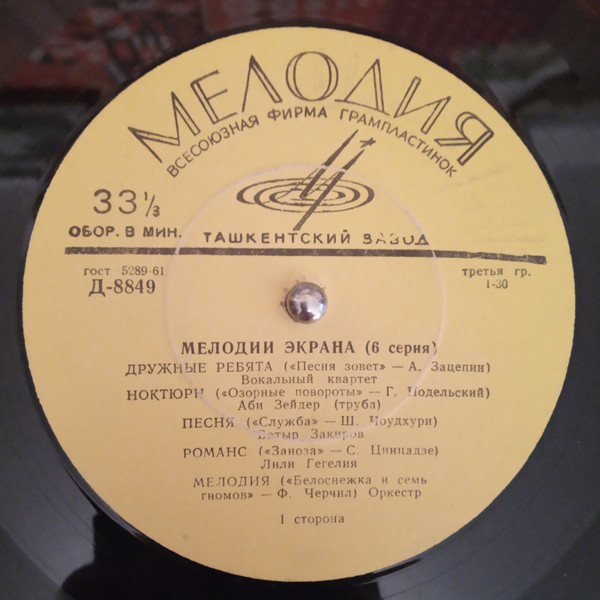 МЕЛОДИЯ
ВСЕСОЮЗНАЯ ФИРМА ГРАМПЛАСТИНОК
33⅓
ОБОР. В МИН.
ТАШКЕНТСКИЙ ЗАВОД
гост 5289-61
Д-8849
третья гр.
1-30
МЕЛОДИИ ЭКРАНА (6 серия)
ДРУЖНЫЕ РЕБЯТА («Песня зовет» — А. Зацепин)
Вокальный квартет
НОКТЮРН («Озорные повороты» — Г. Подельский)
Аби Зейдер (труба)
ПЕСНЯ («Служба» — Ш. Чоудхури)
Батыр Закиров
РОМАНС («Заноза» — С. Цинцадзе)
Лили Гегелия
МЕЛОДИЯ («Белоснежка и семь
гномов» — Ф. Черчил) Оркестр
1 сторона